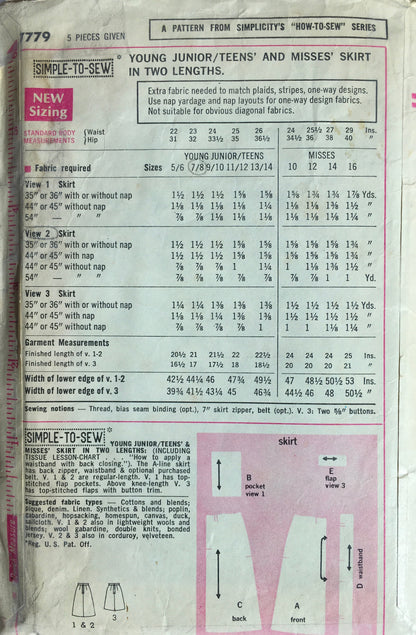 7779 5 PIECES GIVEN
A PATTERN FROM SIMPLICITY'S "HOW-TO-SEW" SERIES
SIMPLE-TO-SEW*
YOUNG JUNIOR/TEENS' AND MISSES' SKIRT
IN TWO LENGTHS.
Extra fabric needed to match plaids, stripes, one-way designs.
Use nap yardage and nap layouts for one-way design fabrics.
Not suitable for obvious diagonal fabrics.
NEW
Sizing
STANDARD BODY { Waist 22 23 24 25 26 24 25½ 27 29 Ins.
MEASUREMENTS { Hip 31 32 33½ 35 36½ 34½ 36 38 40 "
YOUNG JUNIOR/TEENS MISSES
Fabric required Sizes 5/6 7/8 9/10 11/12 13/14 10 12 14 16
View 1 Skirt
35" or 36" with or without nap 1½ 1½ 1½ 1⅝ 1⅝ 1⅝ 1¾ 1¾ 1⅞ Yds.
44" or 45" with or without nap 1⅛ 1⅛ 1⅛ 1⅛ 1¼ 1⅛ 1⅛ 1½ 1⅝ "
54" — " " " ⅞ ⅞ 1⅛ 1⅛ 1¼ 1⅛ 1⅛ 1¼ 1¼ "
View 2 Skirt
35" or 36" with or without nap 1½ 1½ 1½ 1⅝ 1⅝ 1⅝ 1⅝ 1⅝ 1¾ "
44" or 45" with nap 1⅛ 1⅛ 1⅛ 1⅛ 1¼ 1⅛ 1⅛ 1⅜ 1½ "
44" or 45" without nap ⅞ ⅞ ⅞ 1 1¼ 1 1 1⅛ 1⅜ "
54" — " " ⅞ ⅞ ⅞ ⅞ ⅞ ⅞ ⅞ 1 1 Yd.
View 3 Skirt
35" or 36" with or without nap 1¼ 1¼ 1⅜ 1⅜ 1⅜ 1½ 1½ 1½ 1½ Yds.
44" or 45" with nap 1⅛ 1⅛ 1⅛ 1⅛ 1⅛ 1⅛ 1⅛ 1⅛ 1½ "
44" or 45" without nap ⅞ ⅞ ⅞ ⅞ 1 ⅞ 1 1⅛ 1¼ "
Garment Measurements
Finished length of v. 1-2 20½ 21 21½ 22 22½ 24 24 24 25 Ins.
Finished length of v. 3 16½ 17 17½ 18 18½ 20 20 20 21 "
Width of lower edge of v. 1-2 42½ 44¼ 46 47¾ 49½ 47 48½ 50½ 53 Ins.
Width of lower edge of v. 3 39¾ 41½ 43¼ 45 46¾ 44½ 46 48 50½ "
Sewing notions — Thread, bias seam binding (opt.), 7" skirt zipper, belt (opt.). V. 3: Two ⅝" buttons.
SIMPLE-TO-SEW* YOUNG JUNIOR/TEENS' &
MISSES' SKIRT IN TWO LENGTHS: (INCLUDING
TISSUE LESSON-CHART . . . "How to apply a
waistband with back closing"). The A-line skirt
has back zipper, waistband & optional purchased
belt. V. 1 & 2 are regular-length. V. 1 has top-
stitched flap pockets. Above knee-length V. 3
has top-stitched flaps with button trim.
Suggested fabric types - Cottons and blends;
pique, denim. Linen. Synthetics & blends; poplin,
gabardine, hopsacking, homespun, canvas, duck,
sailcloth. V. 1 & 2 also in lightweight wools and
blends; wool gabardine, double knits, bonded
jersey. V. 2 & 3 also in corduroy, velveteen.
*Reg. U.S. Pat. Off.
1 & 2
3
skirt
B
pocket
view 1
E
flap
view 3
C
back
A
front
D waistband